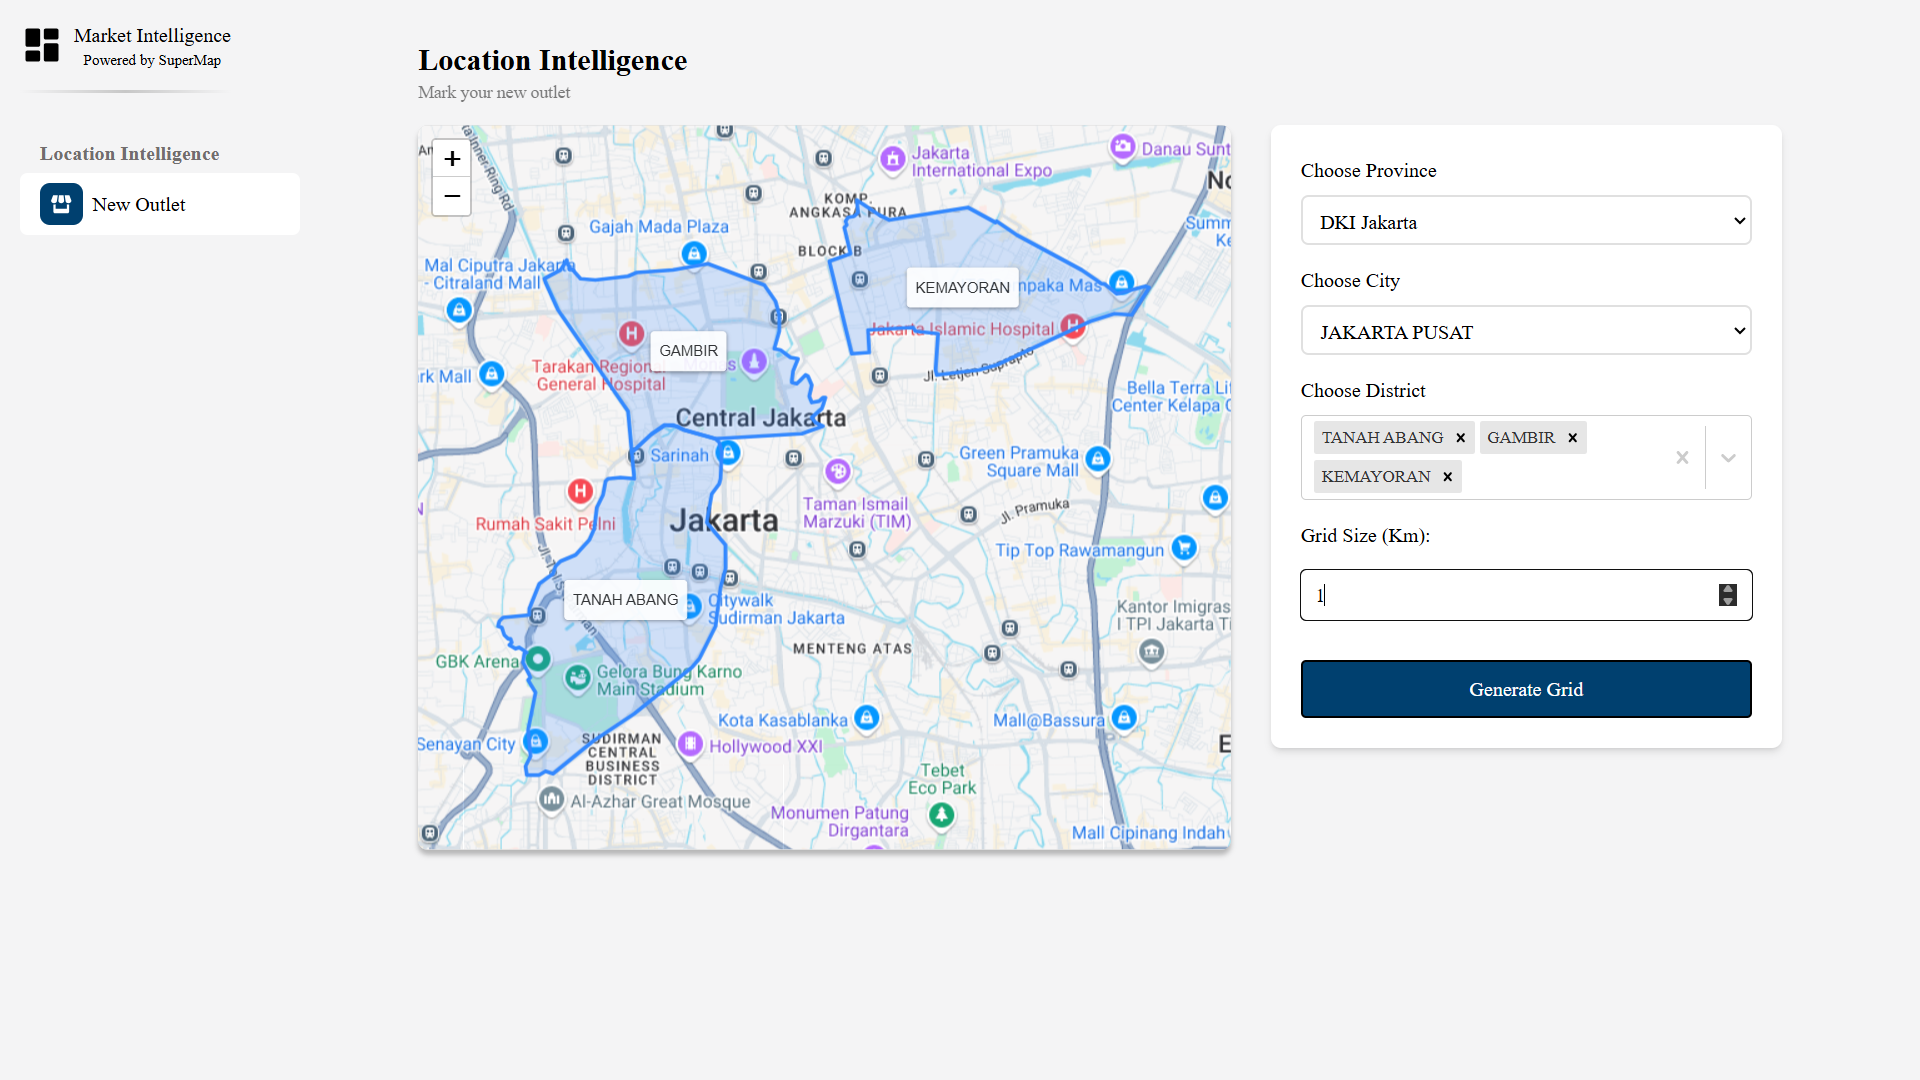 Market Intelligence
Powered by SuperMap
Location Intelligence
New Outlet
Location Intelligence
Mark your new outlet
+
−
Jakarta
International Expo
Danau Sunt
KOMP.
ANGKASA PURA
Gajah Mada Plaza
BLOCK B
Mal Ciputra Jakarta
- Citraland Mall
KEMAYORAN
npaka Mas
Jakarta Islamic Hospital
GAMBIR
Tarakan Regional
General Hospital
Jl. Letjen Suprapto
rk Mall
Bella Terra Li
Center Kelapa
Central Jakarta
Sarinah
Green Pramuka
Square Mall
Rumah Sakit Pelni
Jakarta
Taman Ismail
Marzuki (TIM)
Jl. Pramuka
Tip Top Rawamangun
TANAH ABANG
Citywalk
Sudirman Jakarta
Kantor Imigras
I TPI Jakarta Ti
MENTENG ATAS
GBK Arena
Gelora Bung Karno
Main Stadium
Kota Kasablanka
Mall@Bassura
Senayan City
SUDIRMAN
CENTRAL
BUSINESS
DISTRICT
Hollywood XXI
Tebet
Eco Park
Al-Azhar Great Mosque
Monumen Patung
Dirgantara
Mall Cipinang Indah
Choose Province
DKI Jakarta
Choose City
JAKARTA PUSAT
Choose District
TANAH ABANG × GAMBIR ×
KEMAYORAN ×
Grid Size (Km):
1
Generate Grid